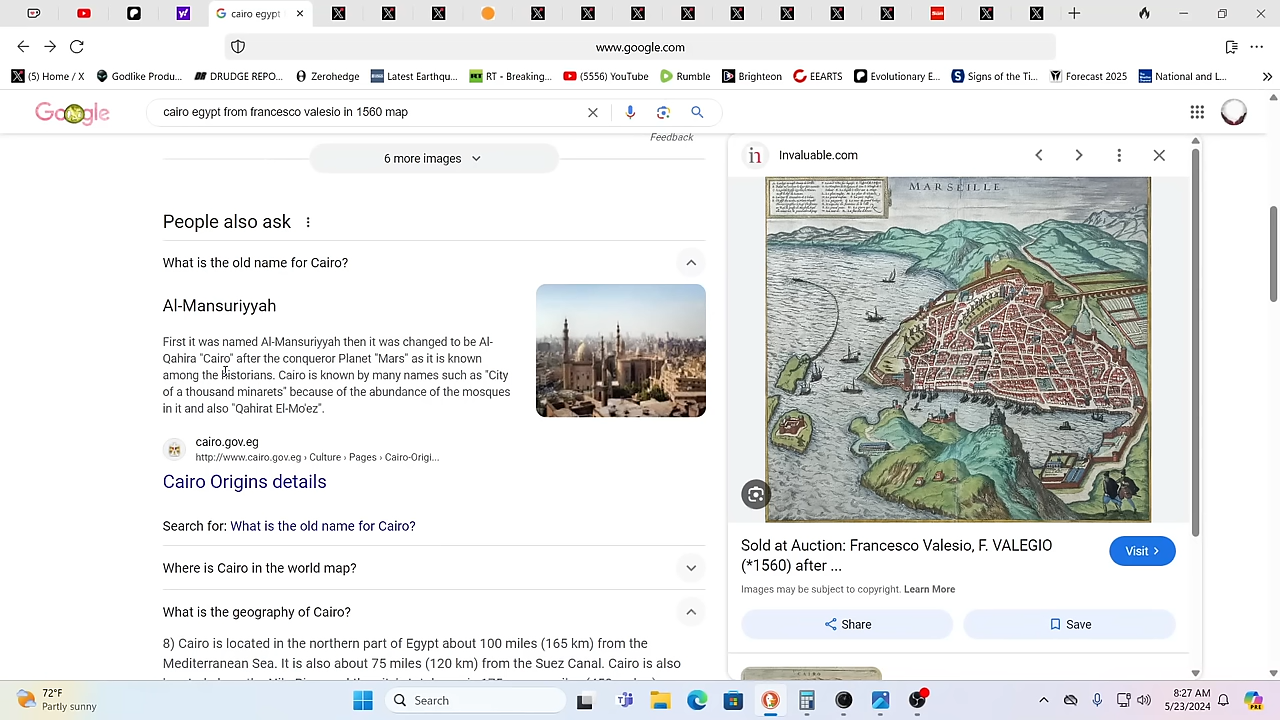 cairo egypt
www.google.com
(5) Home / X
Godlike Produ...
DRUDGE REPO...
Zerohedge
Latest Earthqu...
RT - Breaking...
(5556) YouTube
Rumble
Brighteon
EEARTS
Evolutionary E...
Signs of the Ti...
Forecast 2025
National and L...
Google
cairo egypt from francesco valesio in 1560 map
Feedback
6 more images
People also ask
What is the old name for Cairo?
Al-Mansuriyyah
First it was named Al-Mansuriyyah then it was changed to be Al-
Qahira "Cairo" after the conqueror Planet "Mars" as it is known
among the historians. Cairo is known by many names such as "City
of a thousand minarets" because of the abundance of the mosques
in it and also "Qahirat El-Mo'ez".
cairo.gov.eg
http://www.cairo.gov.eg › Culture › Pages › Cairo-Origi...
Cairo Origins details
Search for: What is the old name for Cairo?
Where is Cairo in the world map?
What is the geography of Cairo?
8) Cairo is located in the northern part of Egypt about 100 miles (165 km) from the
Mediterranean Sea. It is also about 75 miles (120 km) from the Suez Canal. Cairo is also
in
Invaluable.com
MARSEILLE
Sold at Auction: Francesco Valesio, F. VALEGIO
(*1560) after ...
Visit
Images may be subject to copyright. Learn More
Share
Save
72°F
Partly sunny
Search
8:27 AM
5/23/2024
PRE